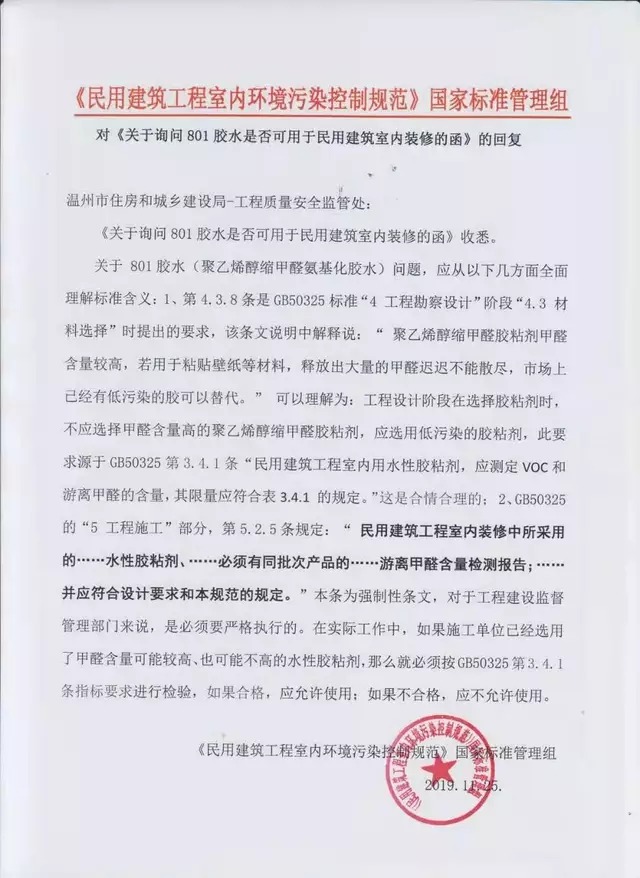 《民用建筑工程室内环境污染控制规范》国家标准管理组
对《关于询问 801 胶水是否可用于民用建筑室内装修的函》的回复
温州市住房和城乡建设局-工程质量安全监管处：
《关于询问 801 胶水是否可用于民用建筑室内装修的函》收悉。
关于 801 胶水（聚乙烯醇缩甲醛氨基化胶水）问题，应从以下几方面全面
理解标准含义：1、第 4.3.8 条是 GB50325 标准“4 工程勘察设计”阶段“4.3 材
料选择”时提出的要求，该条文说明中解释说：“ 聚乙烯醇缩甲醛胶粘剂甲醛
含量较高，若用于粘贴壁纸等材料，释放出大量的甲醛迟迟不能散尽，市场上
已经有低污染的胶可以替代。” 可以理解为：工程设计阶段在选择胶粘剂时，
不应选择甲醛含量高的聚乙烯醇缩甲醛胶粘剂，应选用低污染的胶粘剂，此要
求源于 GB50325 第 3.4.1 条“民用建筑工程室内用水性胶粘剂，应测定 VOC 和
游离甲醛的含量，其限量应符合表 3.4.1 的规定。”这是合情合理的；2、GB50325
的“5 工程施工”部分，第 5.2.5 条规定：“ 民用建筑工程室内装修中所采用
的……水性胶粘剂、……必须有同批次产品的……游离甲醛含量检测报告；……
并应符合设计要求和本规范的规定。”本条为强制性条文，对于工程建设监督
管理部门来说，是必须要严格执行的。在实际工作中，如果施工单位已经选用
了甲醛含量可能较高、也可能不高的水性胶粘剂，那么就必须按 GB50325 第 3.4.1
条指标要求进行检验，如果合格，应允许使用；如果不合格，应不允许使用。
《民用建筑工程室内环境污染控制规范》国家标准管理组
2019.11.25.